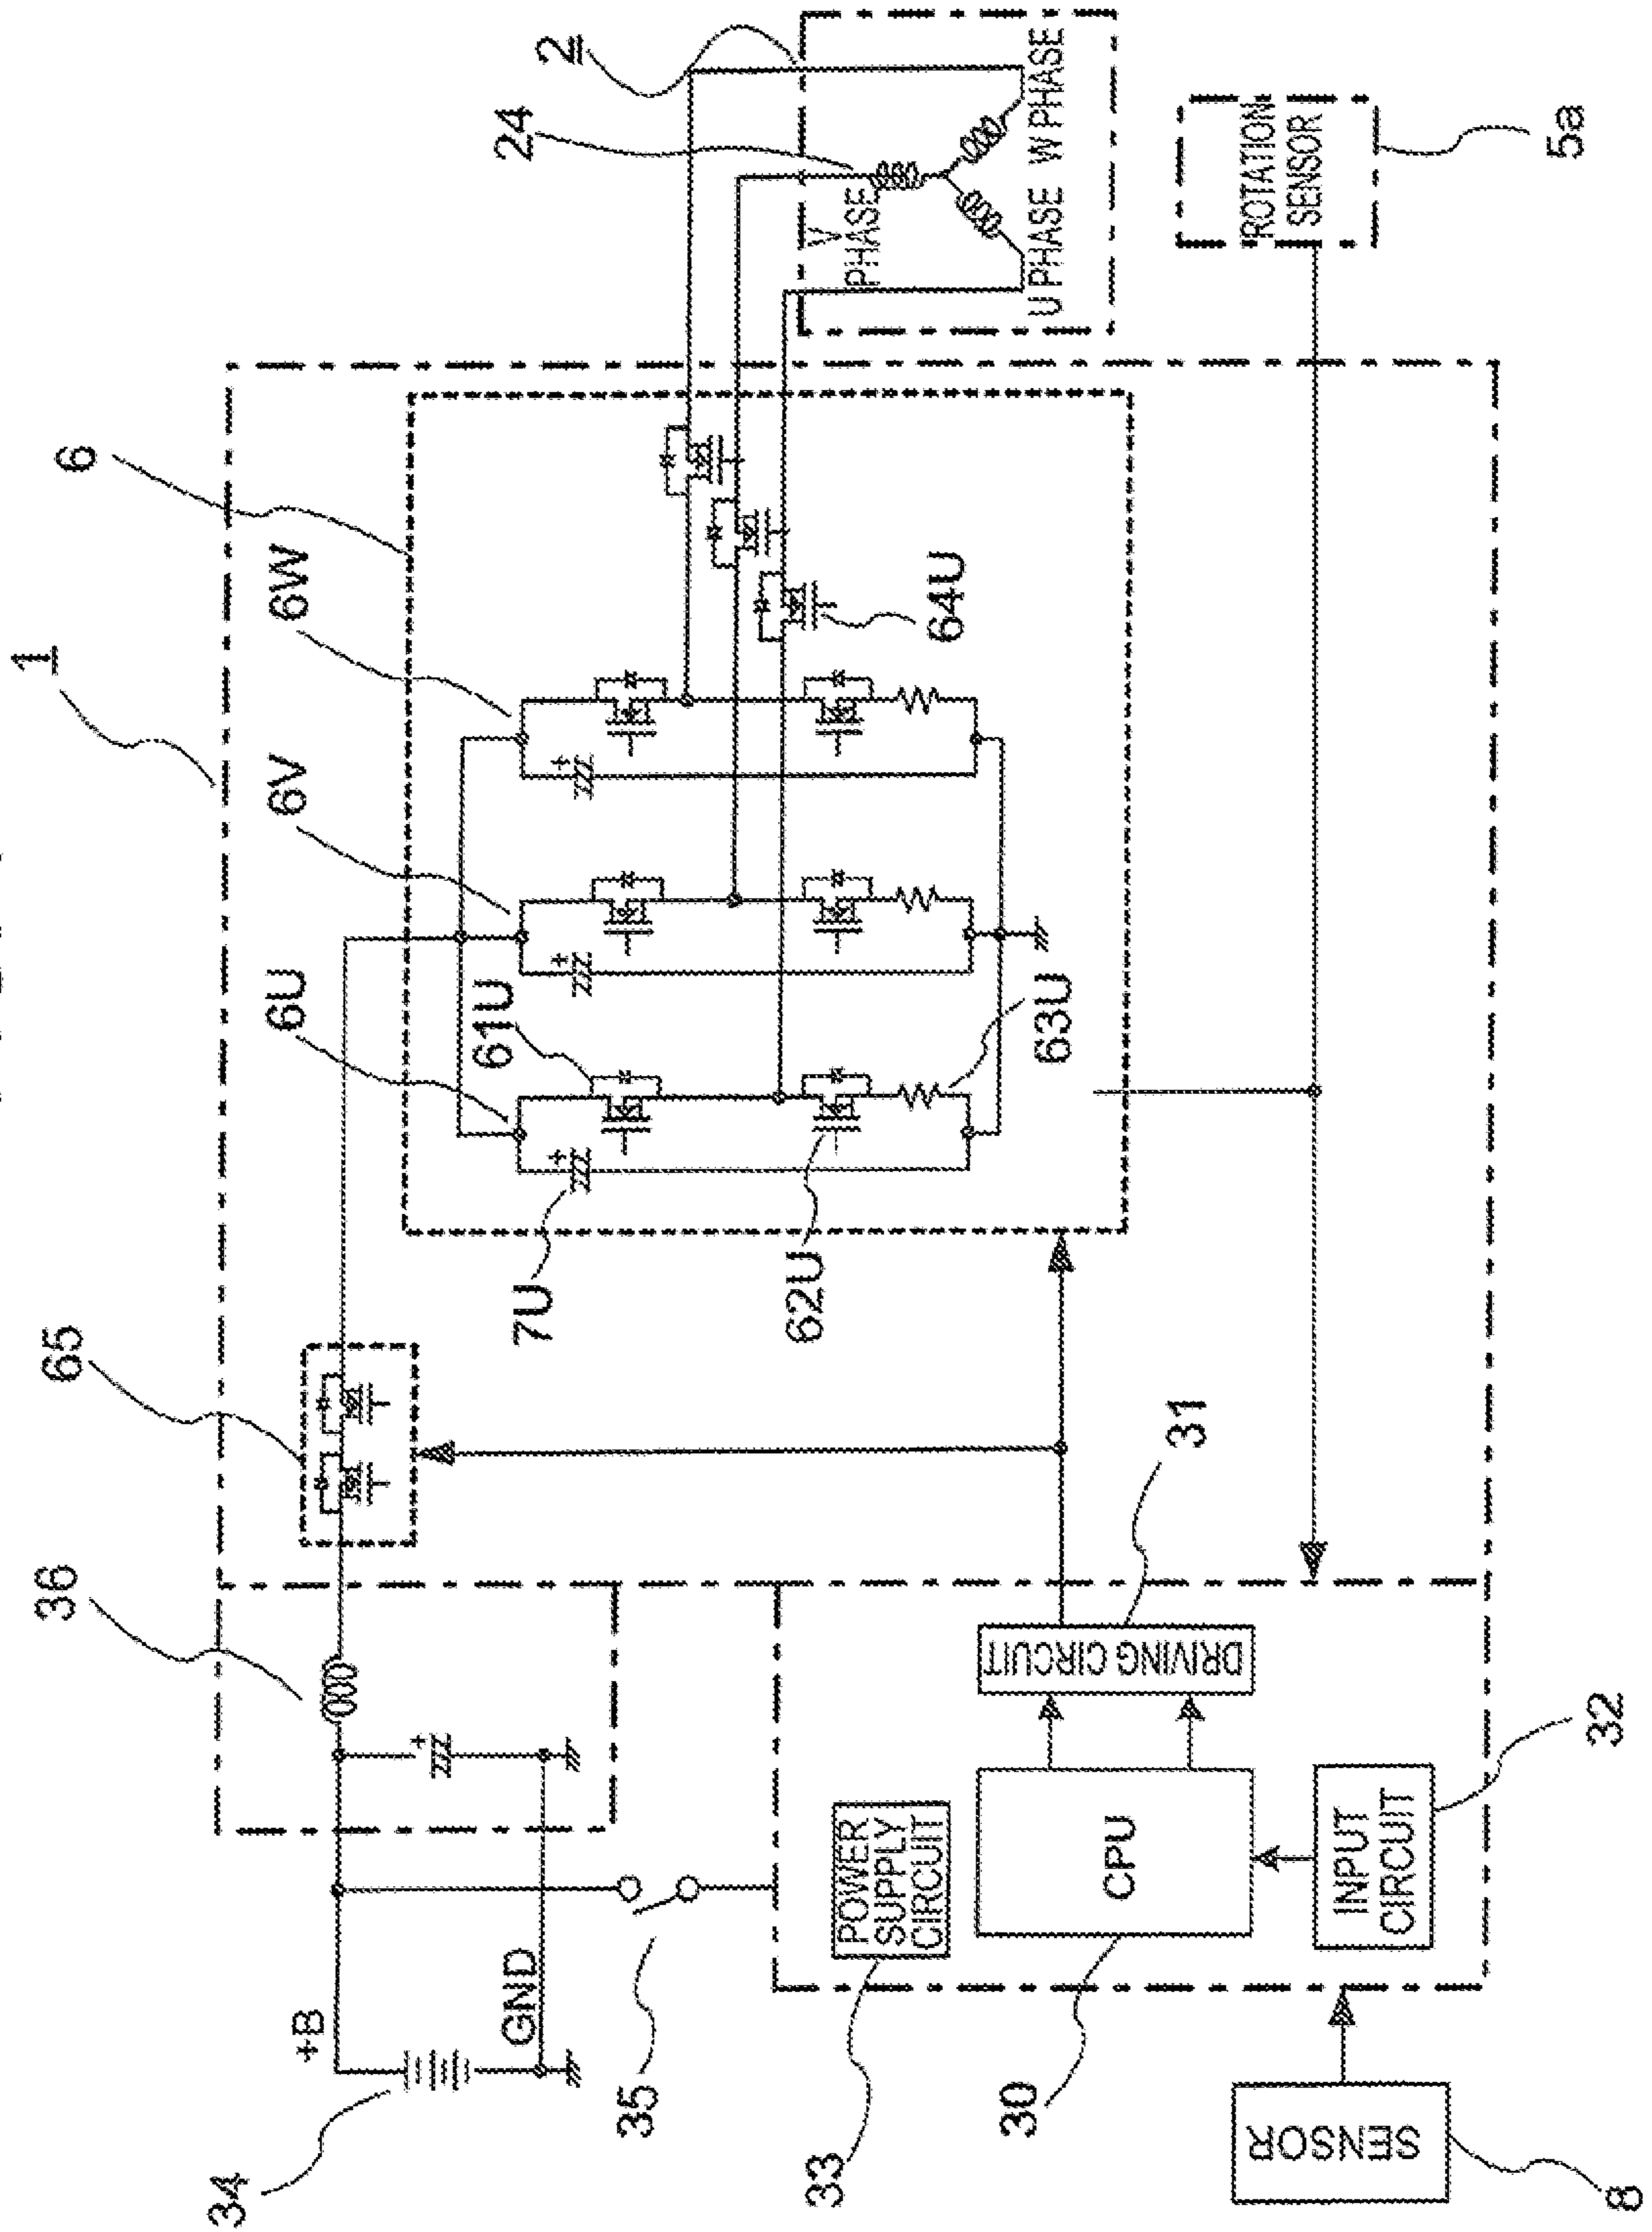 1
6
6W
6V
6U
61U
7U
62U
63U
64U
65
36
34
+B
GND
35
33
POWER
SUPPLY
CIRCUIT
30
CPU
31
DRIVING CIRCUIT
INPUT
CIRCUIT
32
SENSOR
8
2
24
V
PHASE
U PHASE
W PHASE
ROTATION
SENSOR
5a